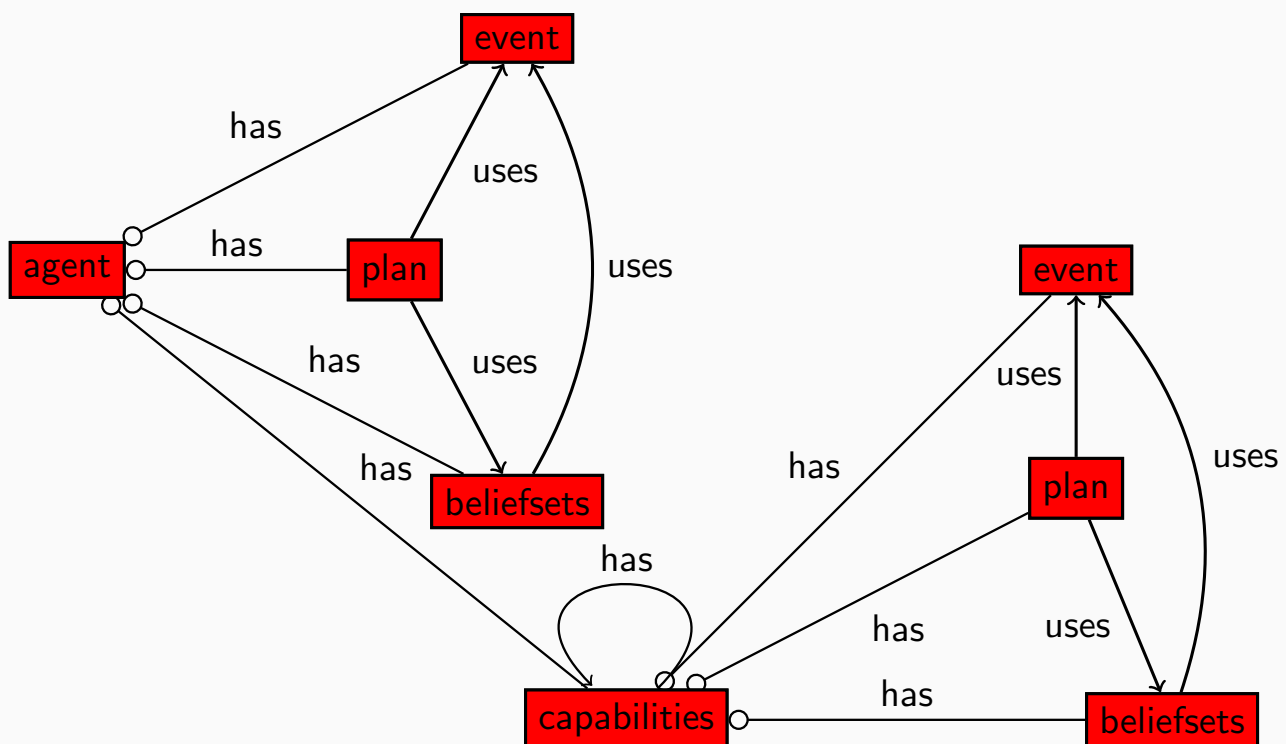 event
has
uses
has
agent
plan
uses
event
has
uses
uses
has
has
uses
plan
beliefsets
has
uses
has
has
capabilities
beliefsets